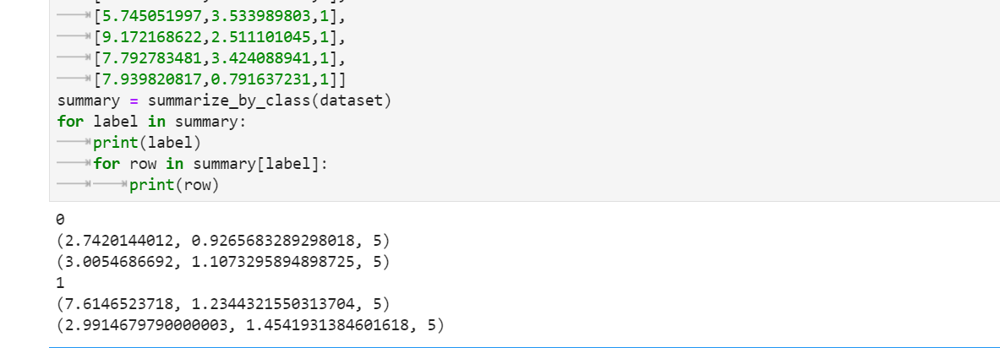 [5.745051997,3.533989803,1],
[9.172168622,2.511101045,1],
[7.792783481,3.424088941,1],
[7.939820817,0.791637231,1]]
summary = summarize_by_class(dataset)
for label in summary:
print(label)
for row in summary[label]:
print(row)
0
(2.7420144012, 0.9265683289298018, 5)
(3.0054686692, 1.1073295894898725, 5)
1
(7.6146523718, 1.2344321550313704, 5)
(2.9914679790000003, 1.4541931384601618, 5)